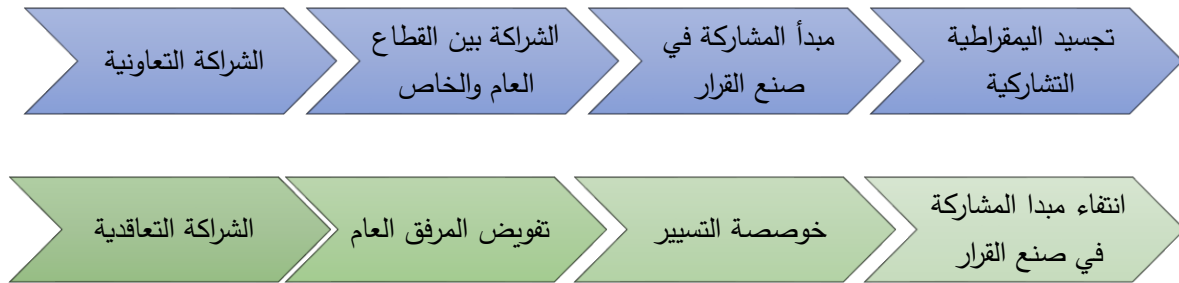 الشراكة التعاونية
الشراكة بين القطاع
العام والخاص
مبدأ المشاركة في
صنع القرار
تجسيد اليمقراطية
التشاركية
الشراكة التعاقدية
تفويض المرفق العام
خوصصة التسيير
انتفاء مبدا المشاركة
في صنع القرار